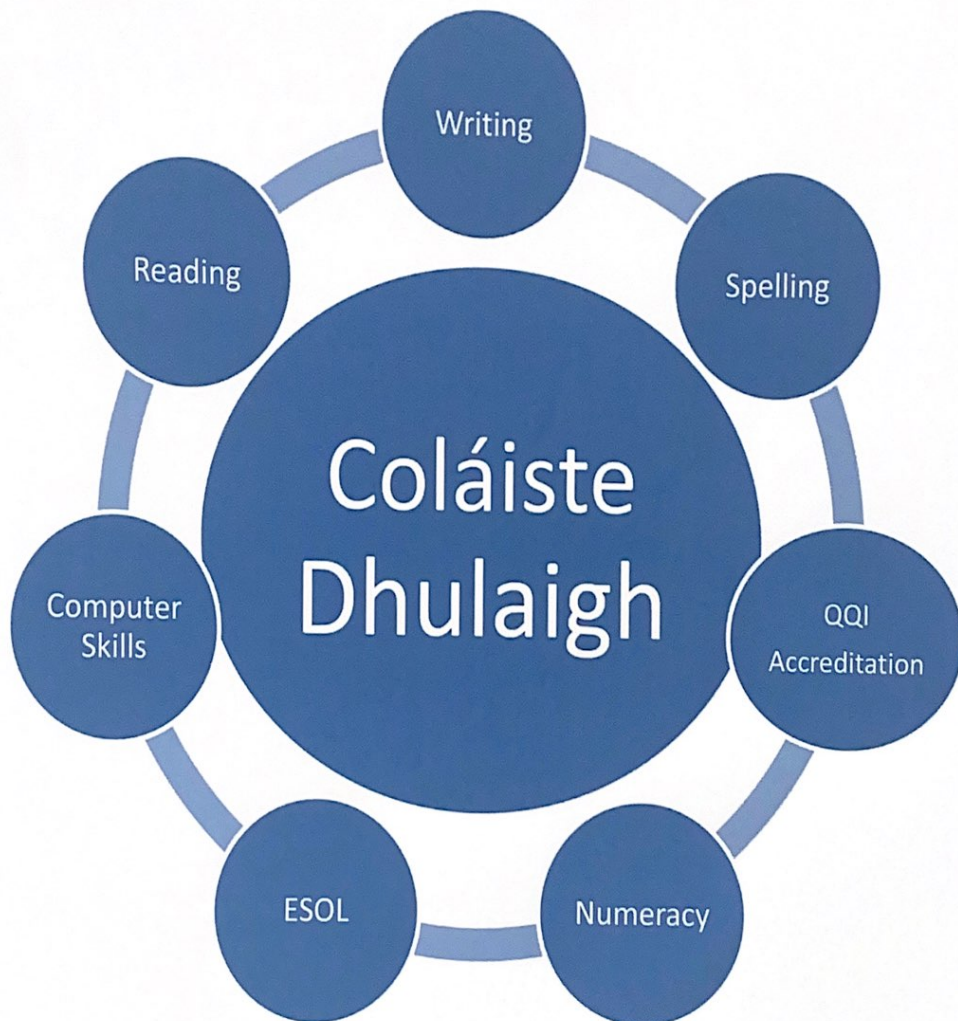 Writing
Reading
Spelling
Coláiste
Dhulaigh
Computer
Skills
QQI
Accreditation
ESOL
Numeracy